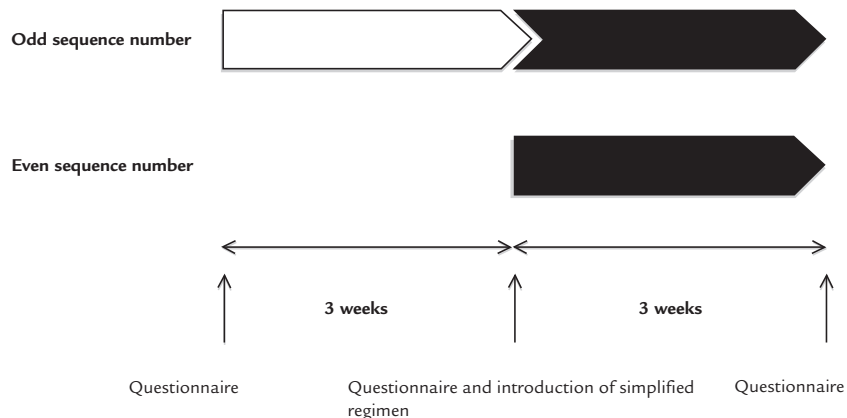 Odd sequence number
Even sequence number
3 weeks
3 weeks
Questionnaire
Questionnaire and introduction of simplified
regimen
Questionnaire